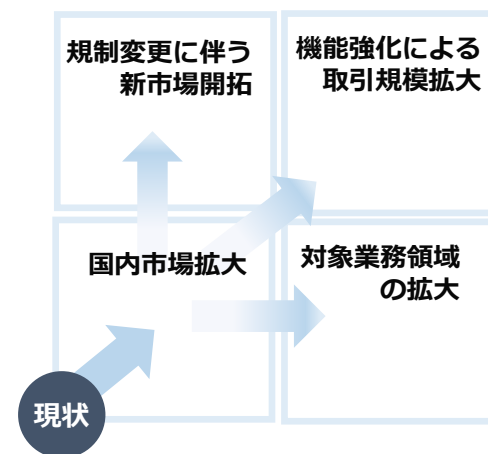 規制変更に伴う
新市場開拓
機能強化による
取引規模拡大
国内市場拡大
対象業務領域
の拡大
現状